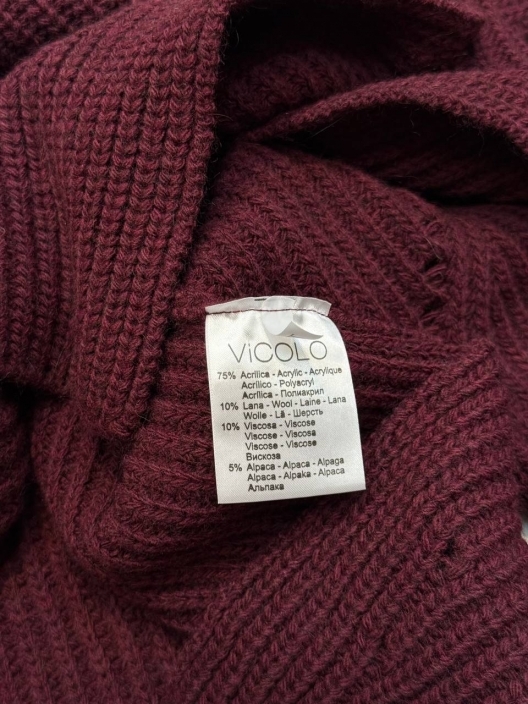 ViCOLO
75% Acrilica - Acrylic - Acrylique
Acrilico - Polyacryl
Acrílica - Полиакрил
10% Lana - Wool - Laine - Lana
Wolle - Lã - Шерсть
10% Viscosa - Viscose
Viscose - Viscosa
Viscose - Viscose
Вискоза
5% Alpaca - Alpaca - Alpaga
Alpaca - Alpaka - Alpaca
Альпака